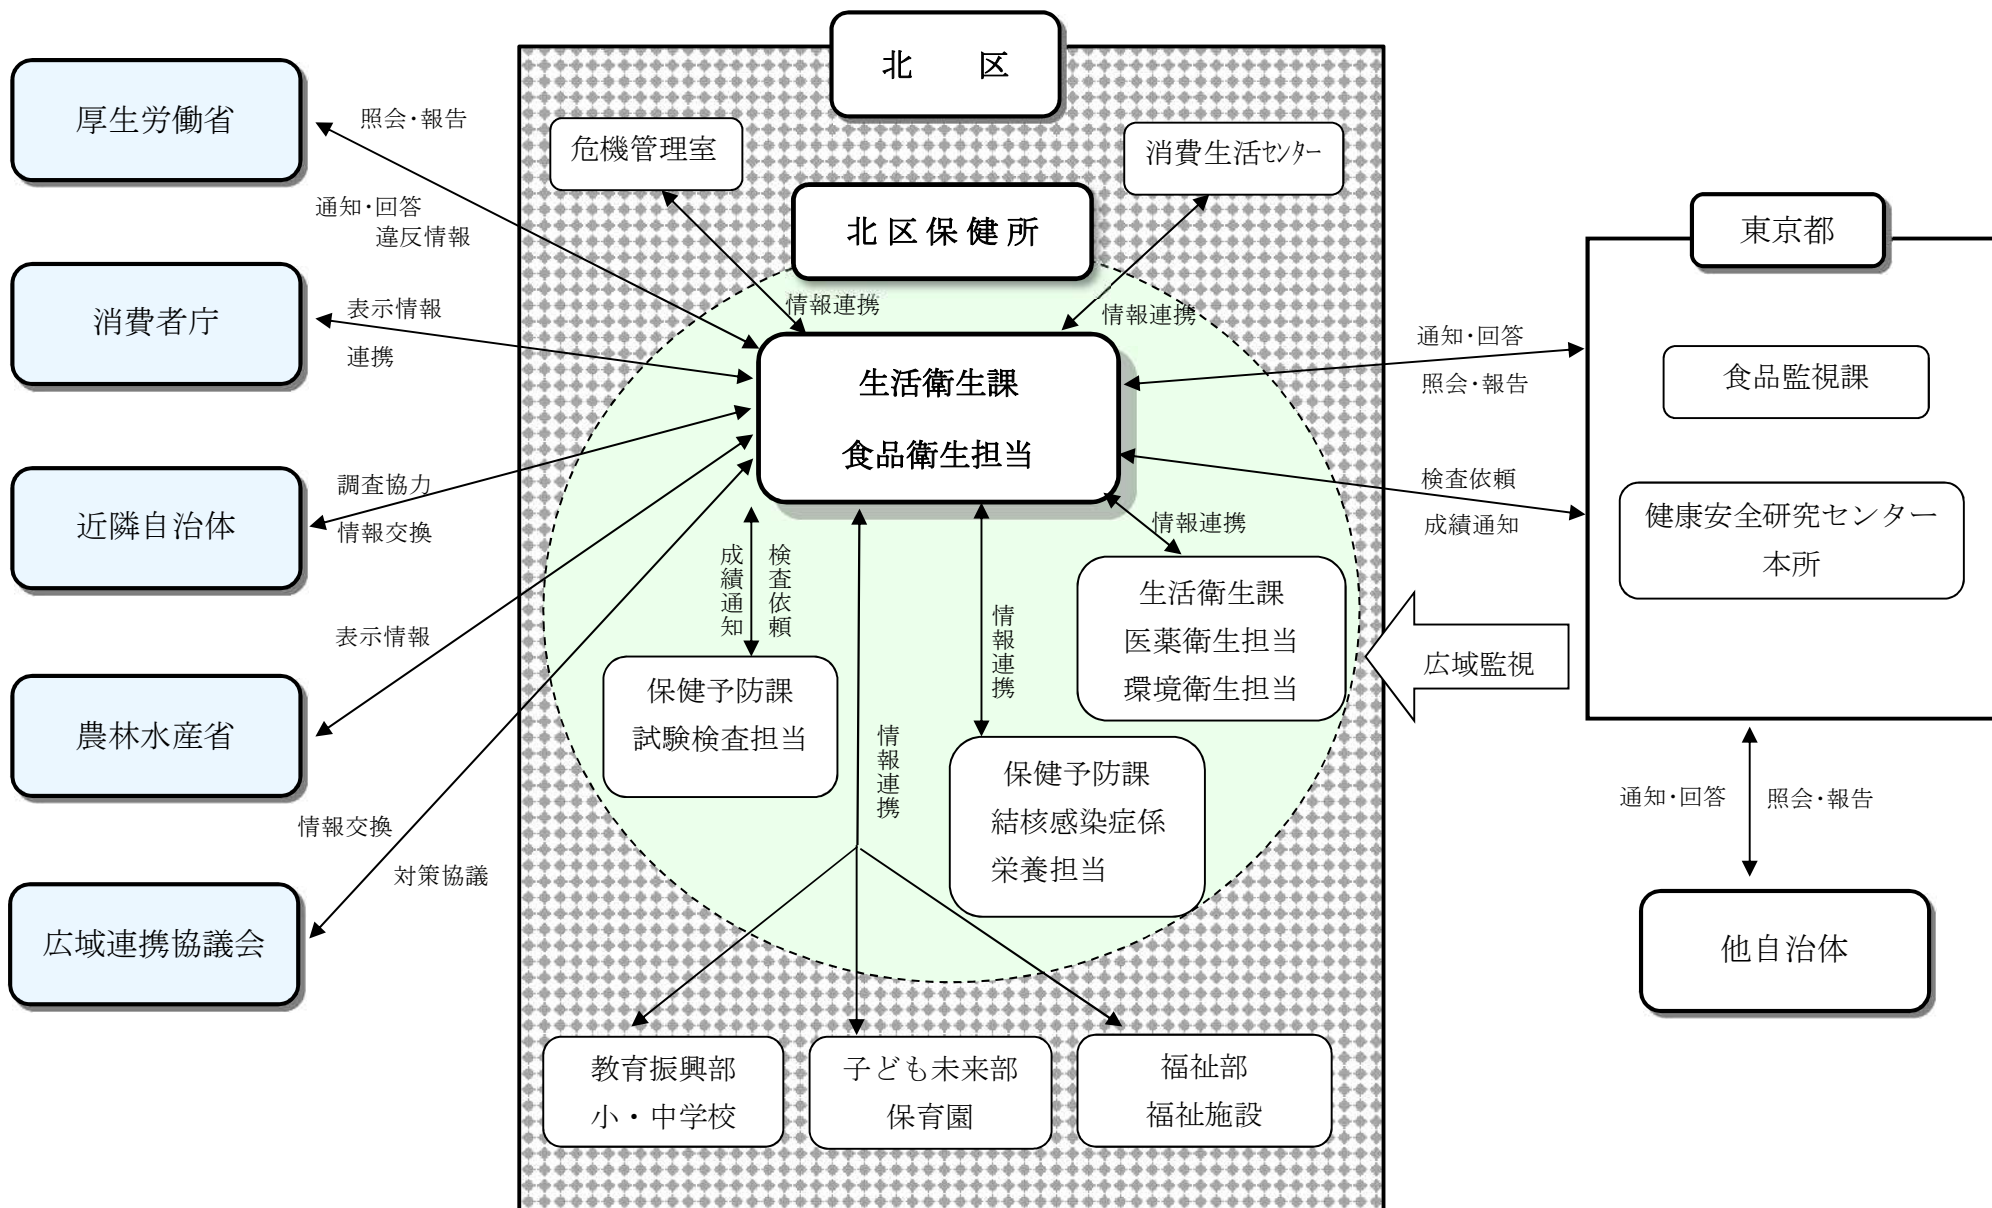 北　　区
厚生労働省
照会・報告
通知・回答
違反情報
消費者庁
表示情報
連携
近隣自治体
調査協力
情報交換
農林水産省
表示情報
広域連携協議会
情報交換
対策協議
危機管理室
消費生活センター
北区保健所
情報連携
情報連携
生活衛生課
食品衛生担当
成績通知
検査依頼
情報連携
情報連携
情報連携
生活衛生課
医薬衛生担当
環境衛生担当
保健予防課
試験検査担当
保健予防課
結核感染症係
栄養担当
教育振興部
小・中学校
子ども未来部
保育園
福祉部
福祉施設
東京都
通知・回答
照会・報告
食品監視課
検査依頼
成績通知
健康安全研究センター
本所
広域監視
通知・回答
照会・報告
他自治体